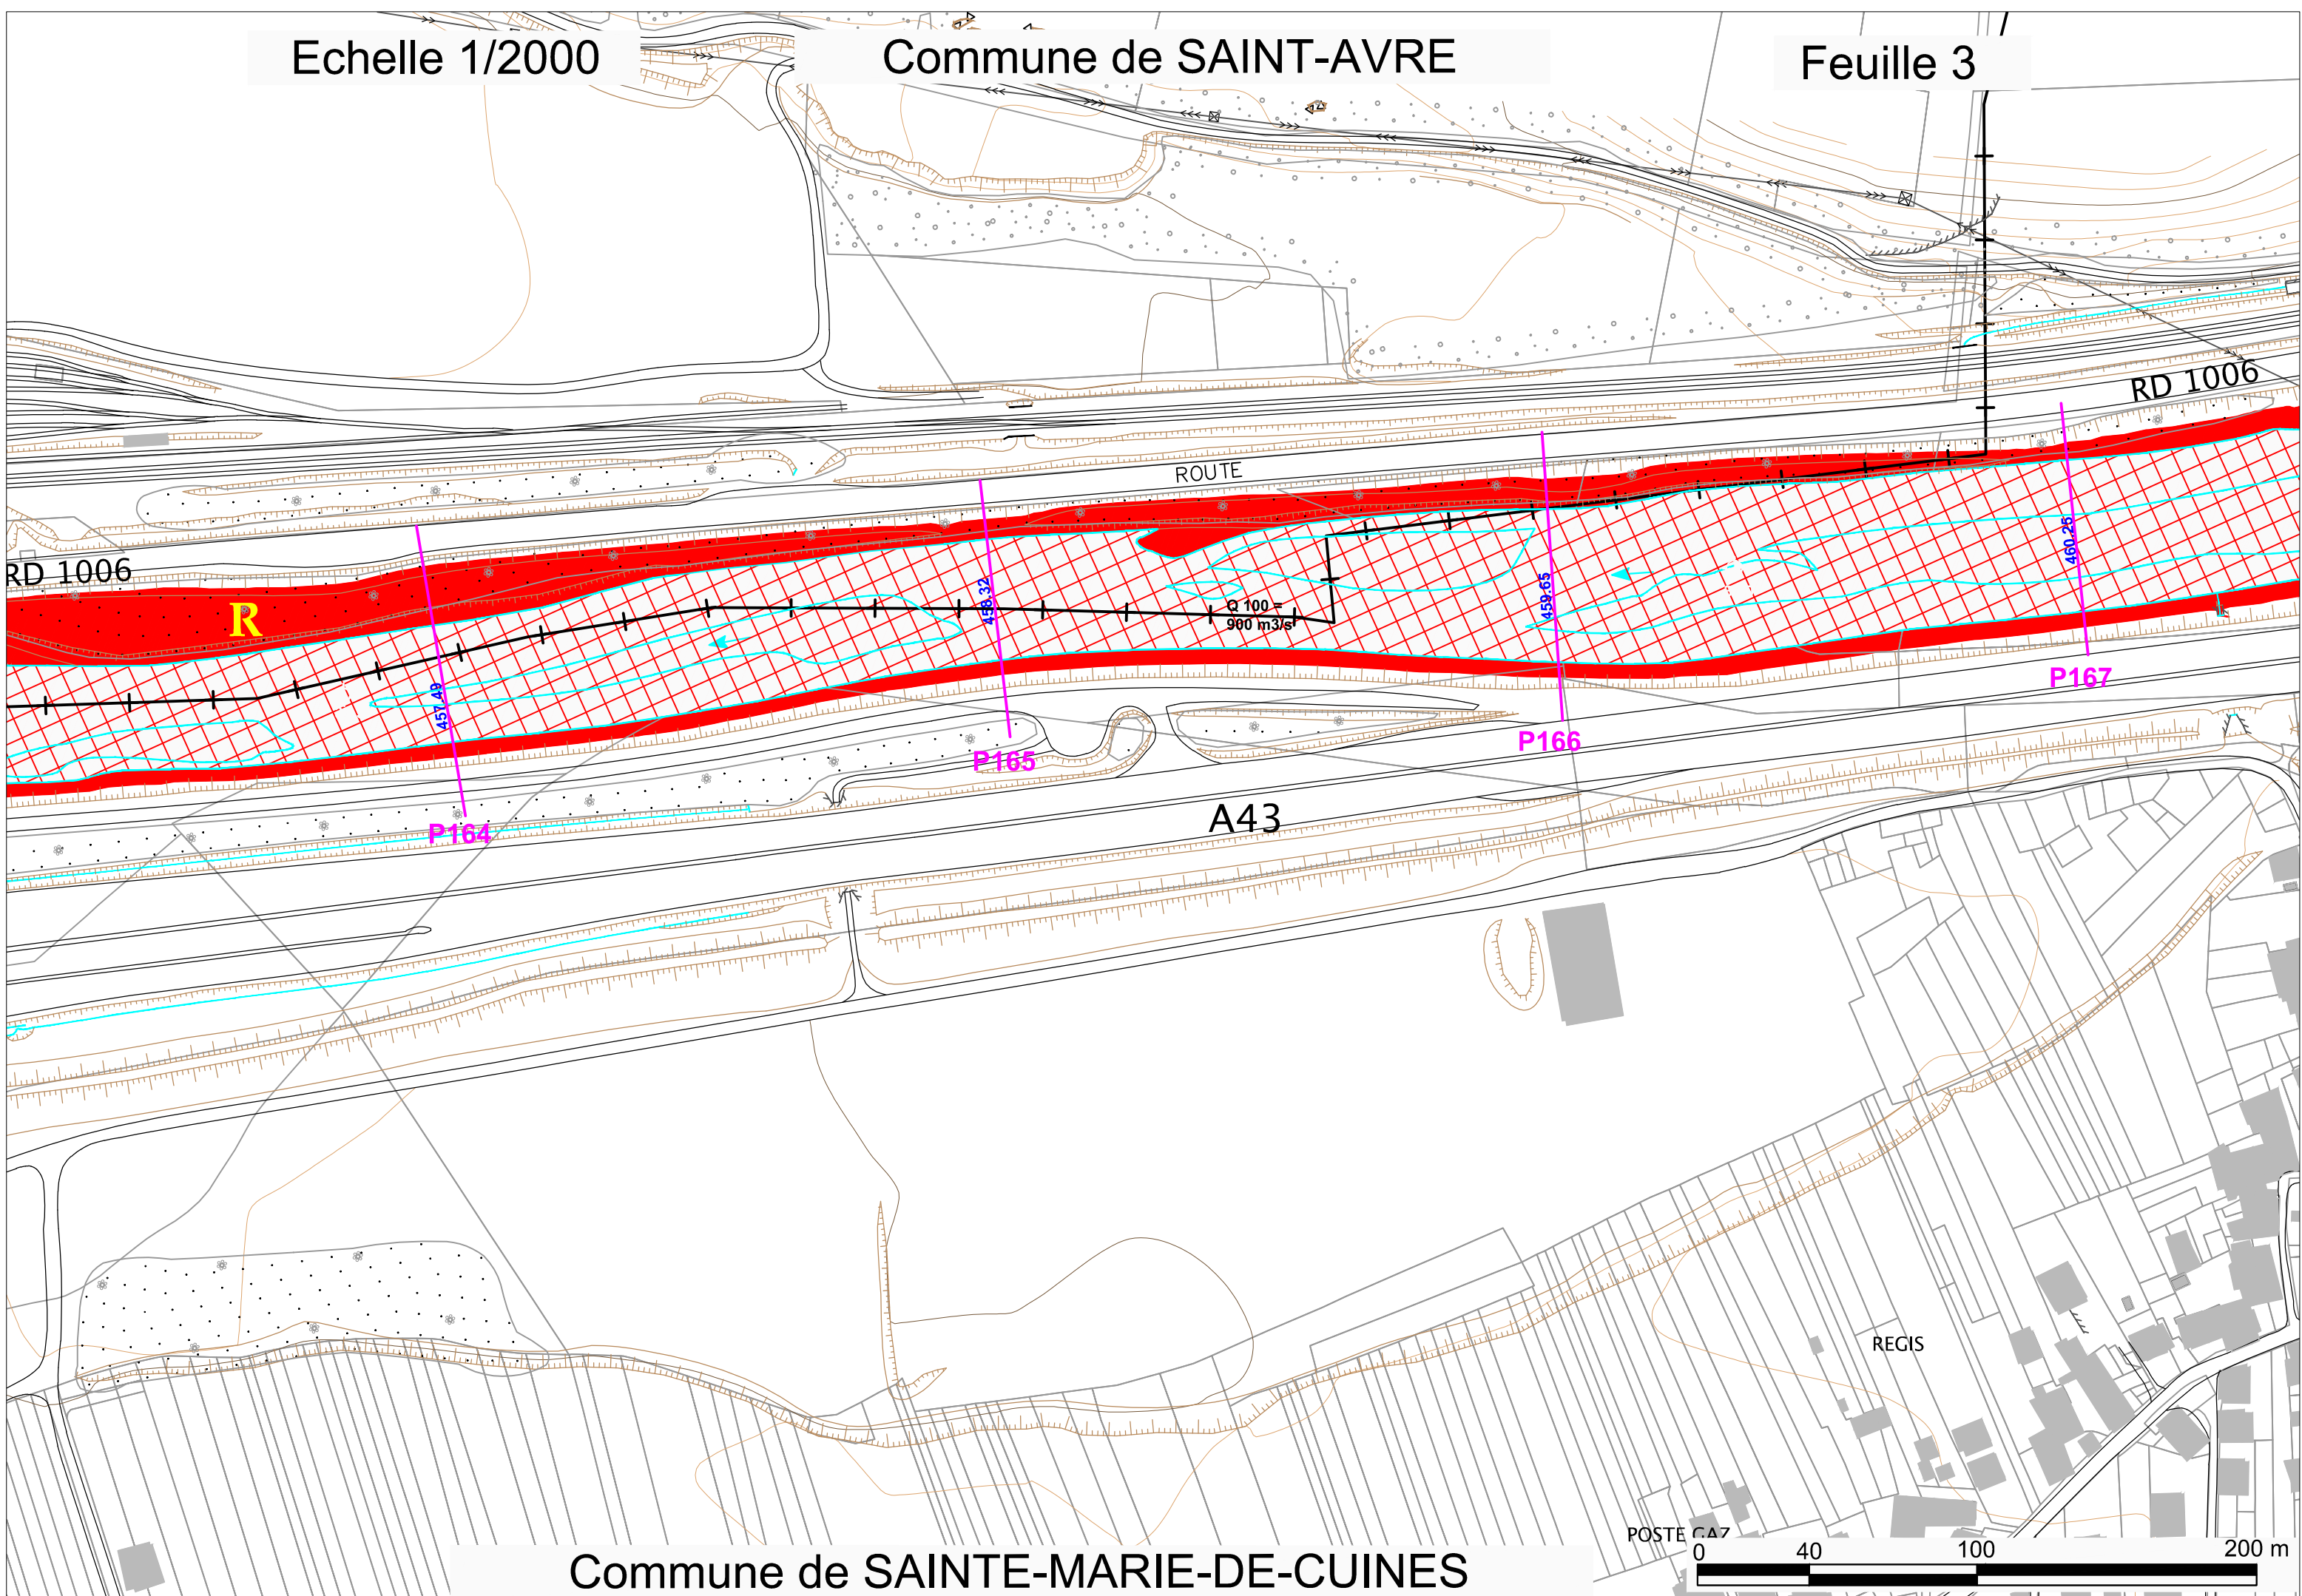 Echelle 1/2000
Commune de SAINT-AVRE
Feuille 3
RD 1006
ROUTE
RD 1006
R
457.49
458.32
Q 100 =
900 m3/s
459.65
460.25
P164
P165
P166
P167
A43
REGIS
POSTE GAZ
Commune de SAINTE-MARIE-DE-CUINES
0 40 100 200 m